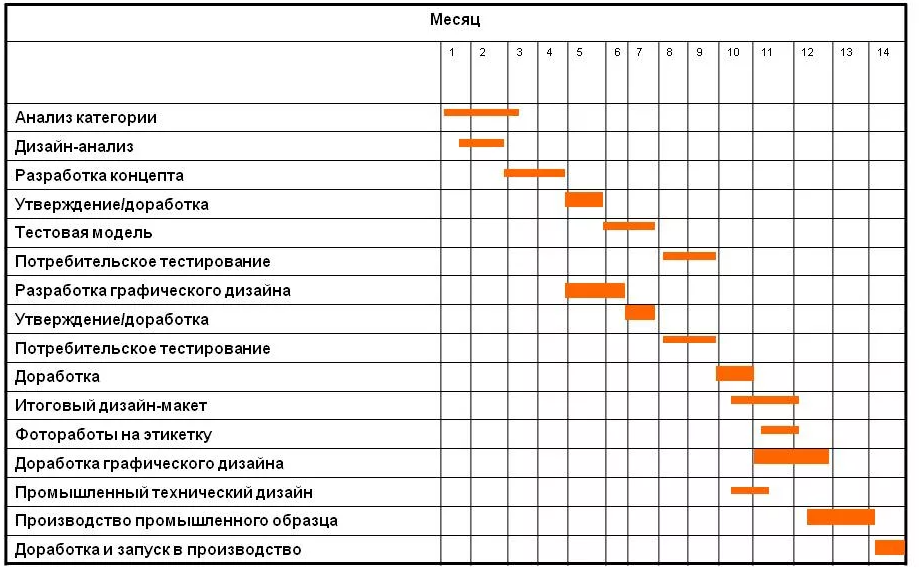 Месяц
1 2 3 4 5 6 7 8 9 10 11 12 13 14
Анализ категории
Дизайн-анализ
Разработка концепта
Утверждение/доработка
Тестовая модель
Потребительское тестирование
Разработка графического дизайна
Утверждение/доработка
Потребительское тестирование
Доработка
Итоговый дизайн-макет
Фотоработы на этикетку
Доработка графического дизайна
Промышленный технический дизайн
Производство промышленного образца
Доработка и запуск в производство